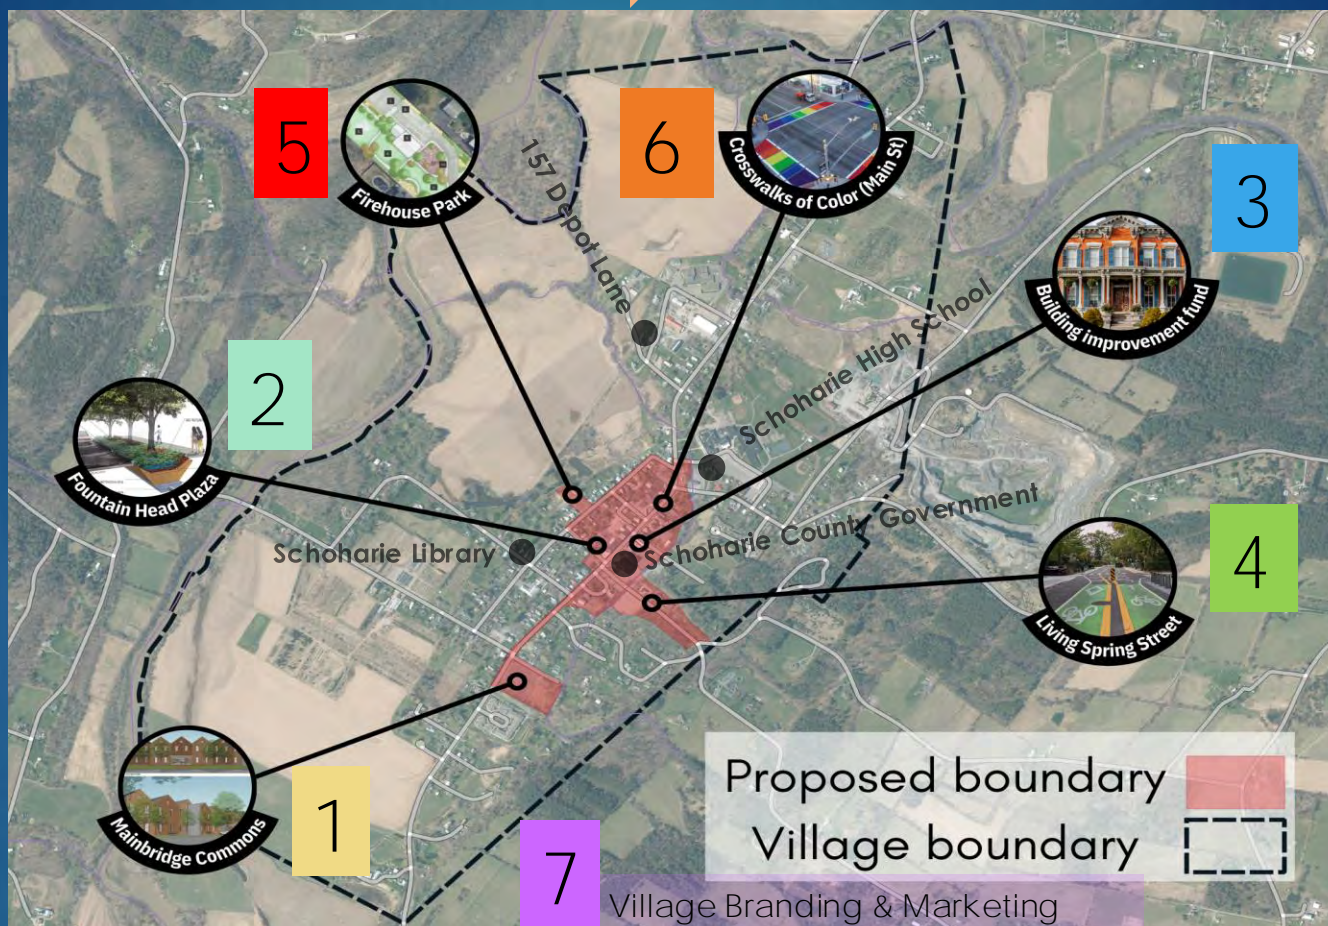 5
Firehouse Park
157 Depot Lane
6
Crosswalks of Color (Main St)
3
Building improvement fund
2
Fountain Head Plaza
Schoharie High School
Schoharie Library
Schoharie County Government
4
Living Spring Street
1
Mainbridge Commons
Proposed boundary
Village boundary
7
Village Branding & Marketing